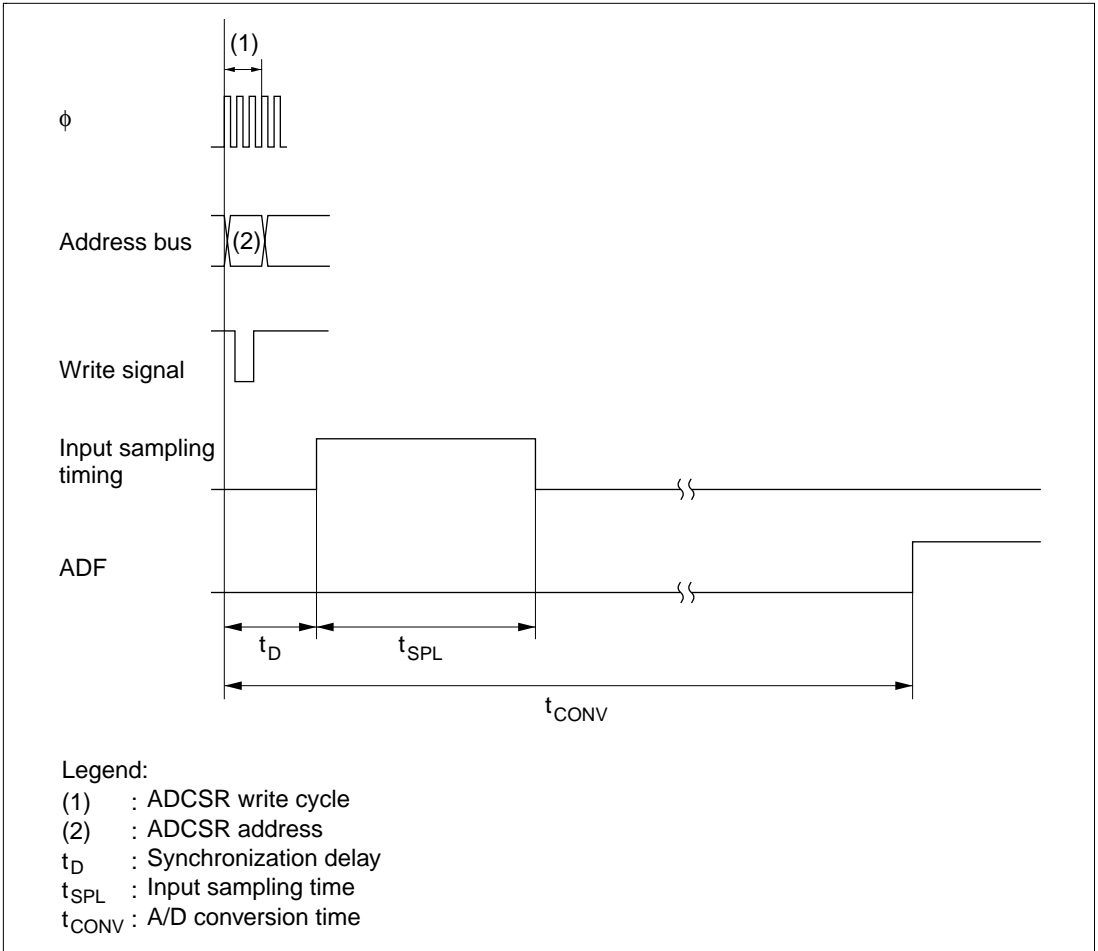 (1)
ϕ
Address bus
(2)
Write signal
Input sampling
timing
ADF
tD
tSPL
tCONV
Legend:
(1) : ADCSR write cycle
(2) : ADCSR address
tD : Synchronization delay
tSPL : Input sampling time
tCONV : A/D conversion time